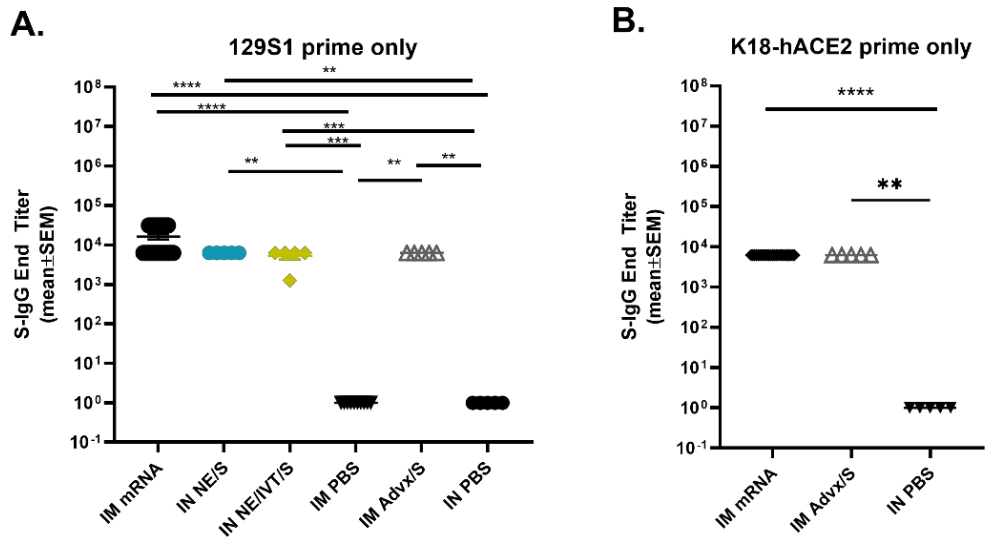 A.
129S1 prime only
**
****
****
***
***
**
**
**
10^8
10^7
10^6
10^5
10^4
10^3
10^2
10^1
10^0
10^-1
S-IgG End Titer
(mean±SEM)
IM mRNA
IN NE/S
IN NE/IVT/S
IM PBS
IM Advx/S
IN PBS
B.
K18-hACE2 prime only
****
**
10^8
10^7
10^6
10^5
10^4
10^3
10^2
10^1
10^0
10^-1
S-IgG End Titer
(mean±SEM)
IM mRNA
IM Advx/S
IN PBS